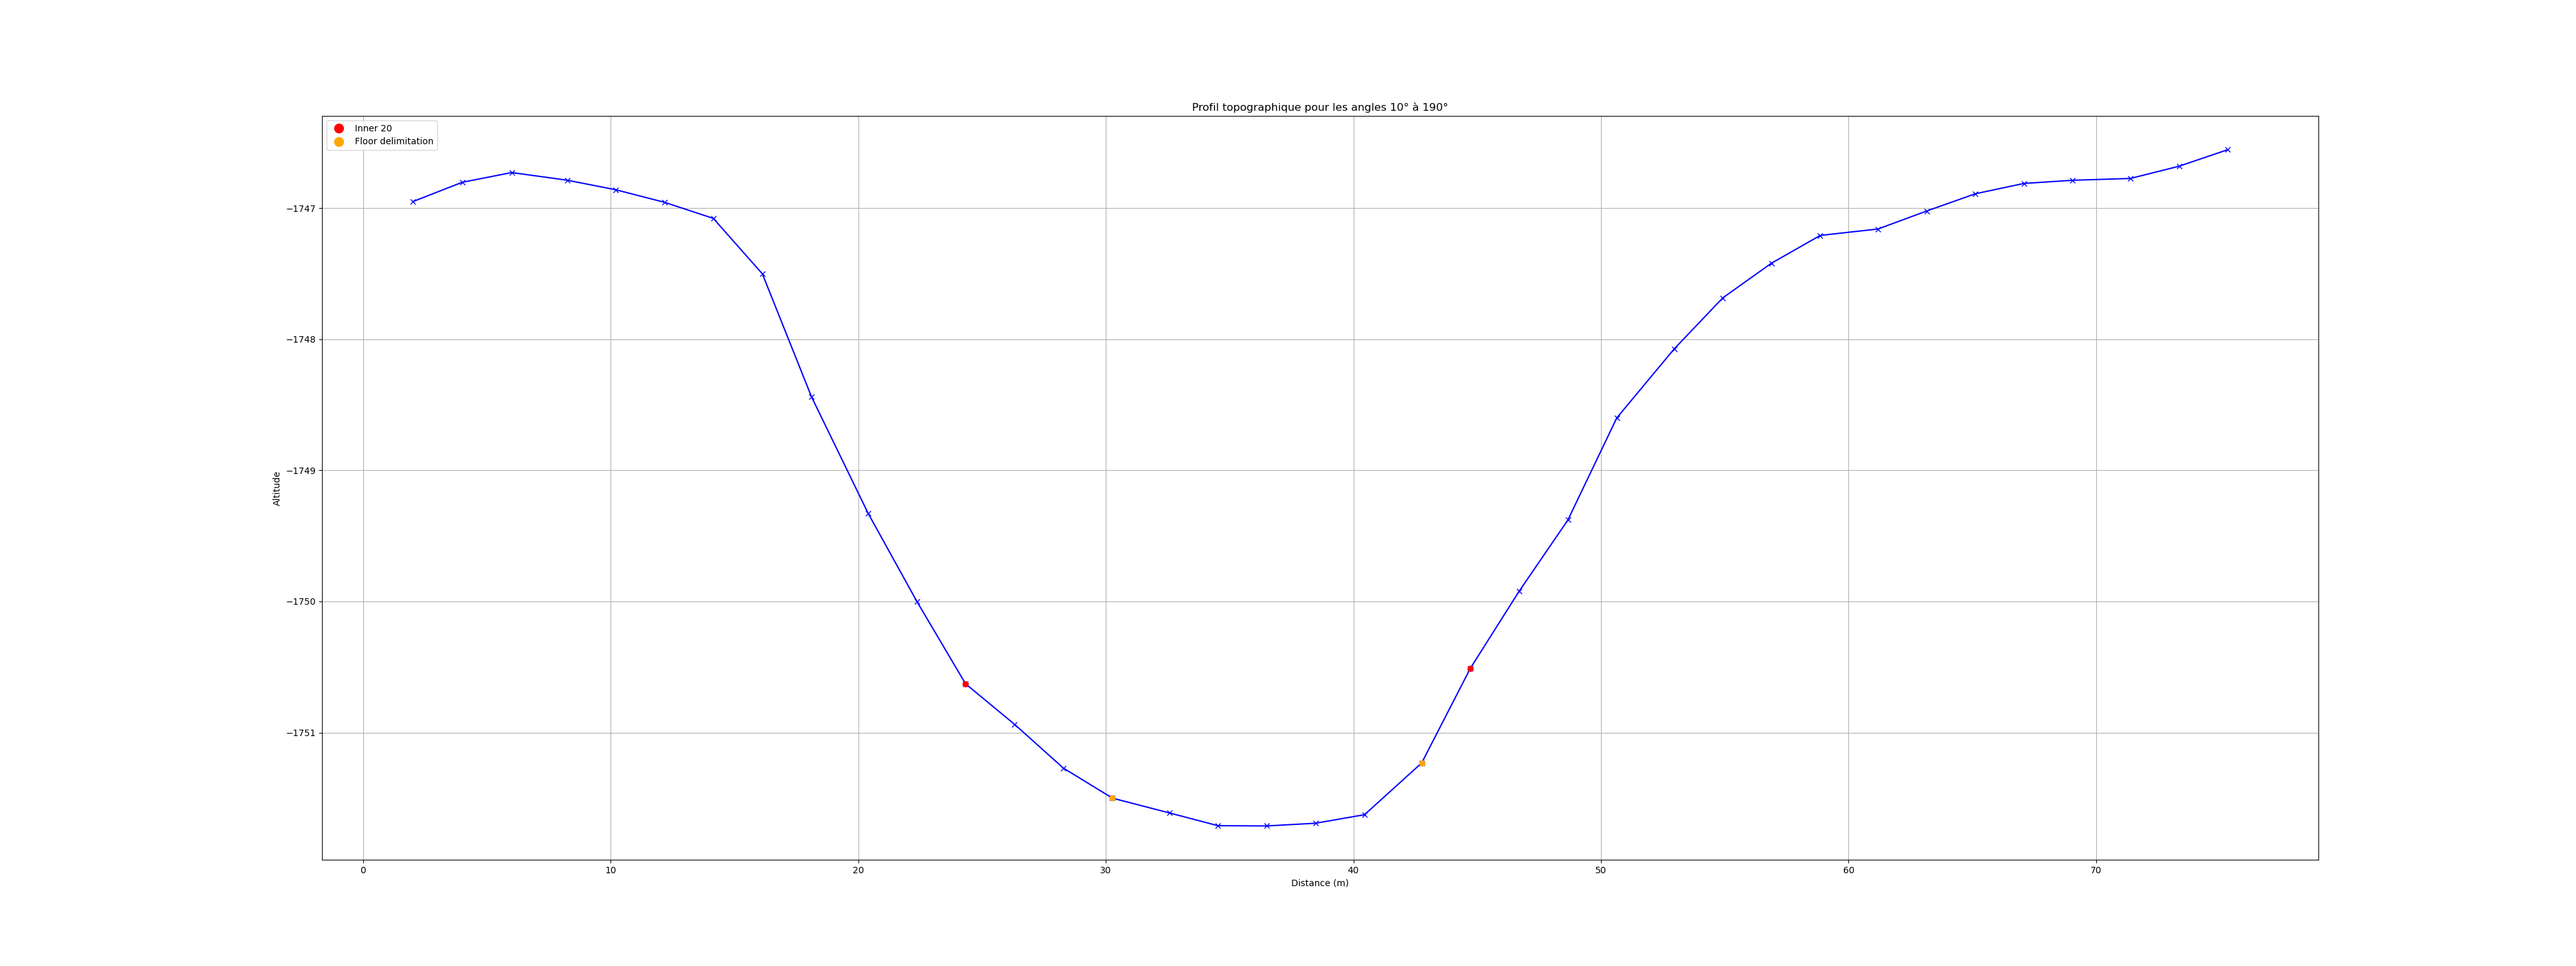 Profil topographique pour les angles 10° à 190°
Inner 20
Floor delimitation
−1747
−1748
−1749
−1750
−1751
Altitude
0 10 20 30 40 50 60 70
Distance (m)